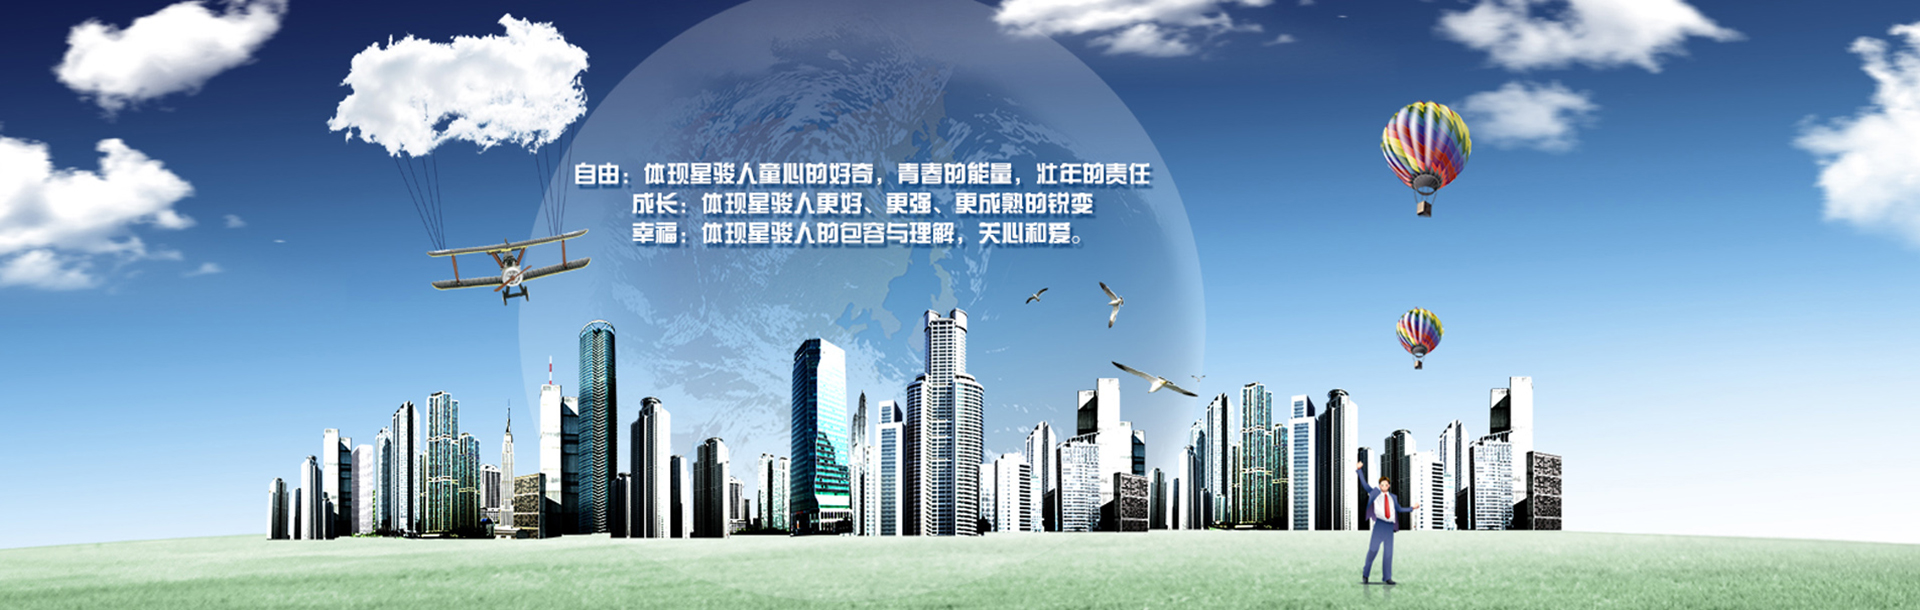 自由：体现星骏人童心的好奇，青春的能量，壮年的责任
成长：体现星骏人更好、更强、更成熟的锐变
幸福：体现星骏人的包容与理解，关心和爱。